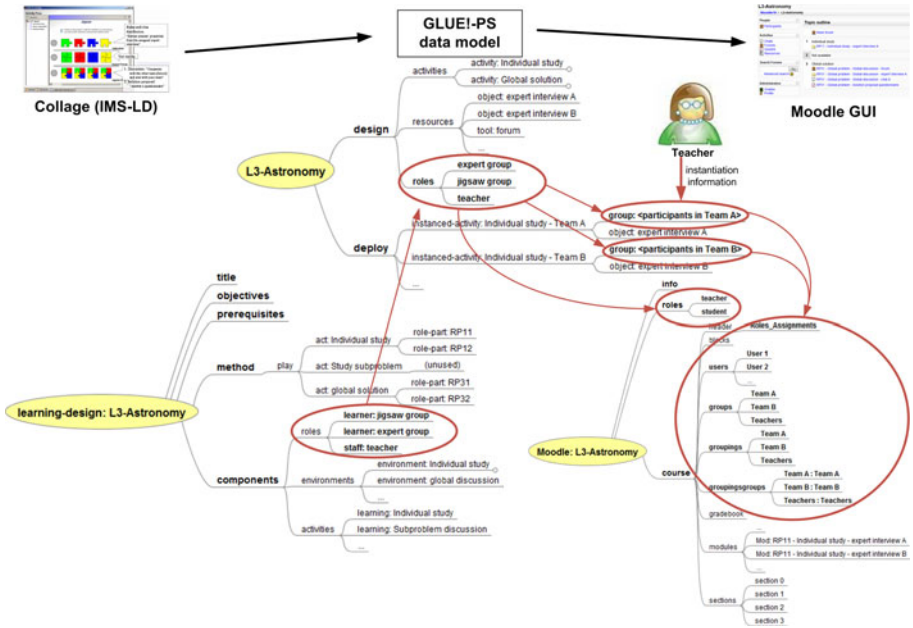 GLUE!-PS
data model
L3-Astronomy
Topic outline
Collage (IMS-LD)
Moodle GUI
L3-Astronomy
design
activities
activity: Individual study
activity: Global solution
resources
object: expert interview A
object: expert interview B
tool: forum
...
roles
expert group
jigsaw group
teacher
Teacher
instantiation
information
deploy
instanced-activity: Individual study - Team A
group: <participants in Team A>
object: expert interview A
instanced-activity: Individual study - Team B
group: <participants in Team B>
object: expert interview B
...
learning-design: L3-Astronomy
title
objectives
prerequisites
method
play
act: Individual study
role-part: RP11
role-part: RP12
act: Study subproblem
(unused)
act: global solution
role-part: RP31
role-part: RP32
components
roles
learner: jigsaw group
learner: expert group
staff: teacher
environments
environment: Individual study
environment: global discussion
...
activities
learning: Individual study
learning: Subproblem discussion
...
Moodle: L3-Astronomy
info
roles
teacher
student
course
header
Roles_Assignments
blocks
users
User 1
User 2
...
groups
Team A
Team B
Teachers
groupings
Team A
Team B
Teachers
groupingsgroups
Team A : Team A
Team B : Team B
Teachers : Teachers
gradebook
modules
...
Mod: RP11 - Individual study - expert interview A
Mod: RP11 - Individual study - expert interview B
...
sections
section 0
section 1
section 2
section 3